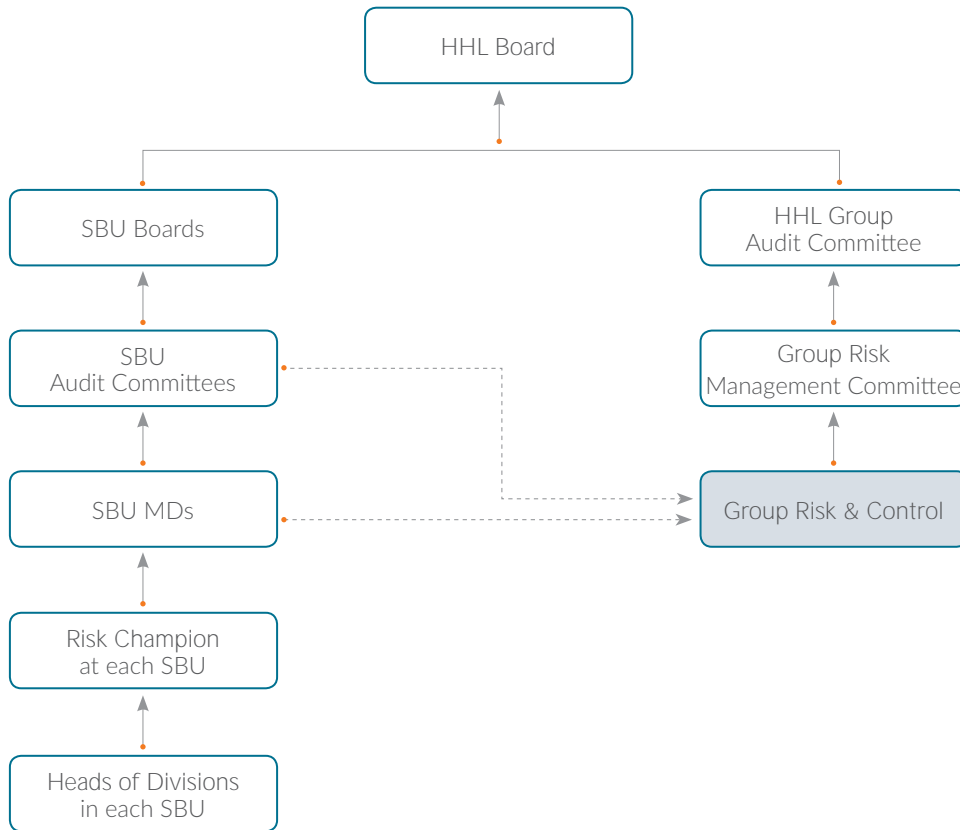 HHL Board
SBU Boards
HHL Group
Audit Committee
SBU
Audit Committees
Group Risk
Management Committee
SBU MDs
Group Risk & Control
Risk Champion
at each SBU
Heads of Divisions
in each SBU